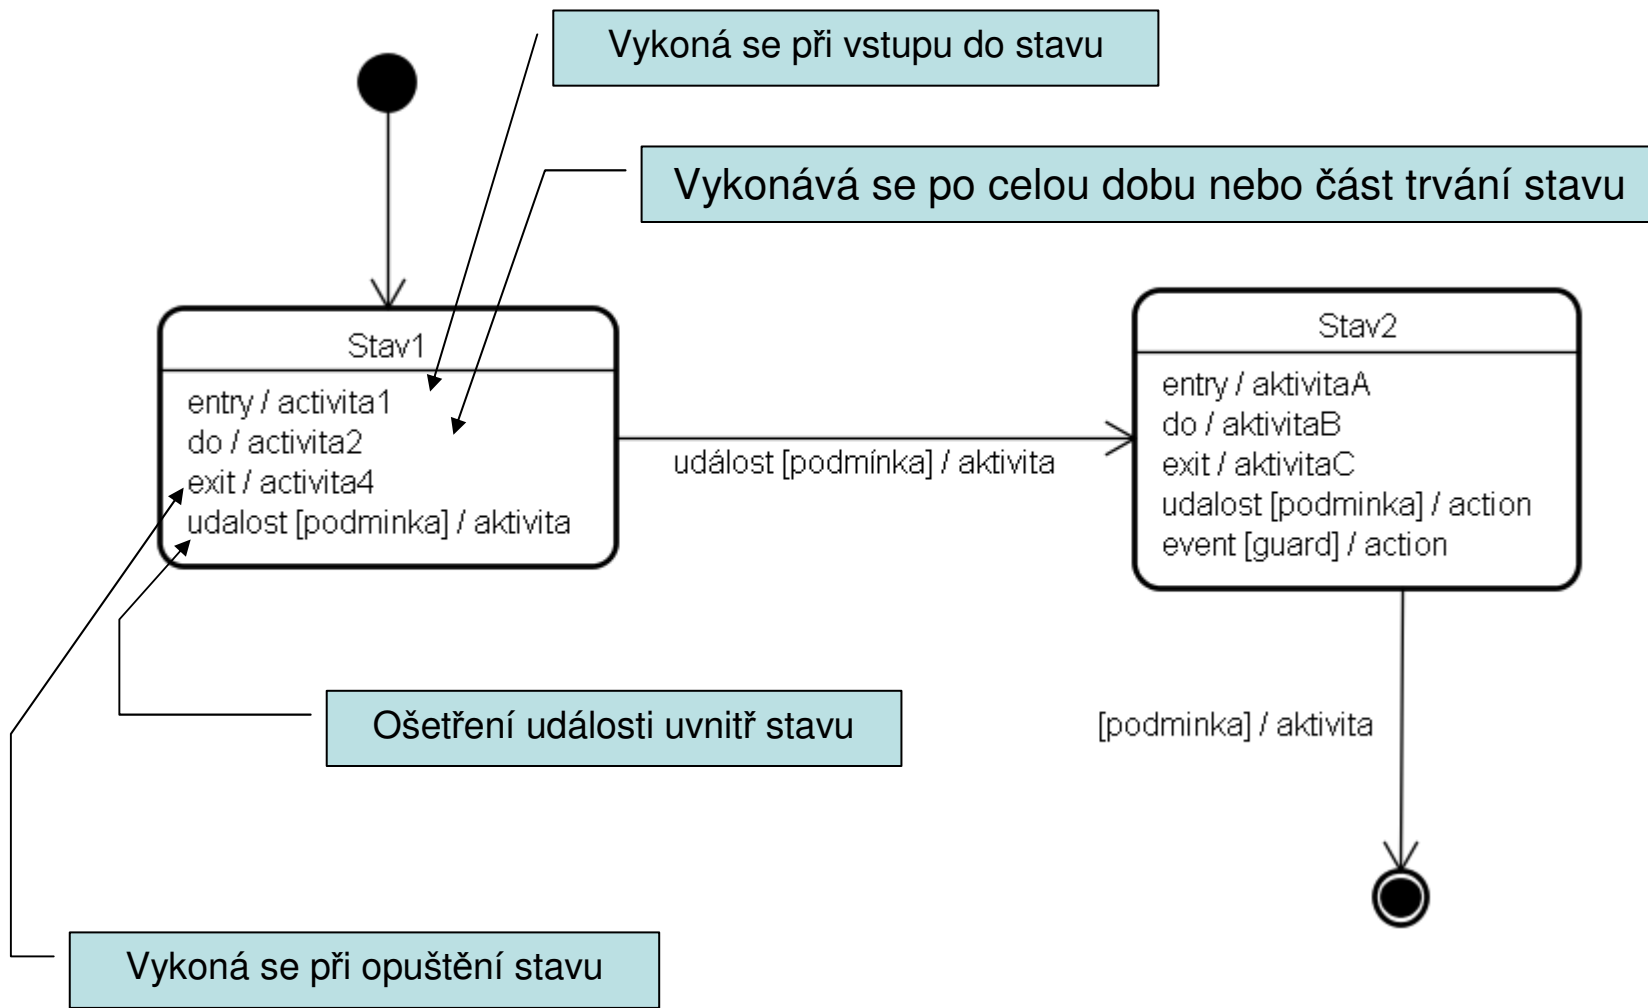 Vykoná se při vstupu do stavu
Vykonává se po celou dobu nebo část trvání stavu
Stav1
entry / activita1
do / activita2
exit / activita4
udalost [podminka] / aktivita
událost [podmínka] / aktivita
Stav2
entry / aktivitaA
do / aktivitaB
exit / aktivitaC
udalost [podminka] / action
event [guard] / action
Ošetření události uvnitř stavu
[podminka] / aktivita
Vykoná se při opuštění stavu